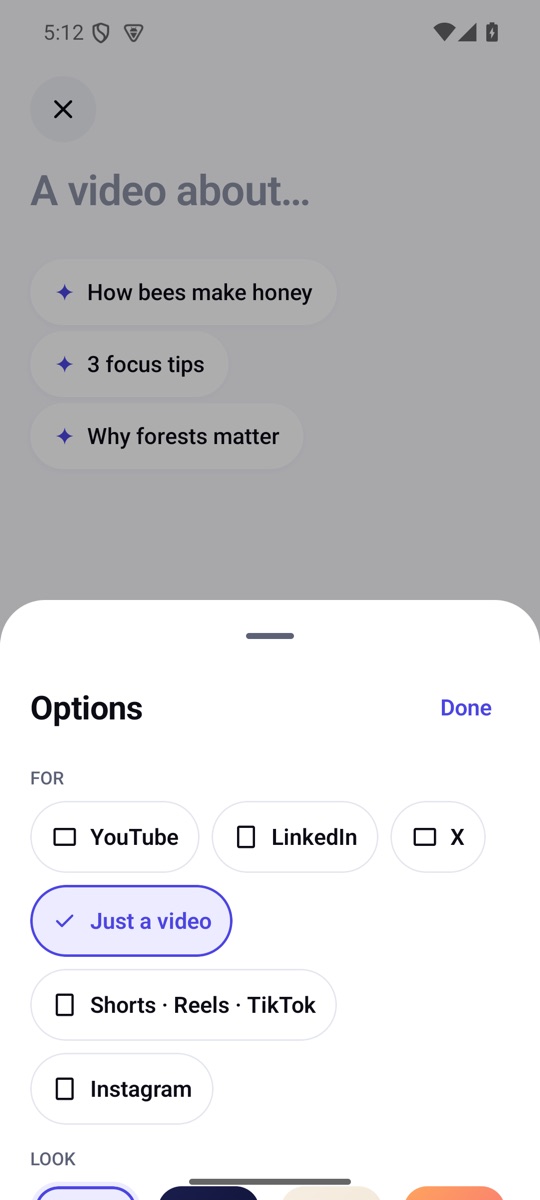 5:12
A video about...
How bees make honey
3 focus tips
Why forests matter
Options
Done
FOR
YouTube
LinkedIn
X
Just a video
Shorts · Reels · TikTok
Instagram
LOOK